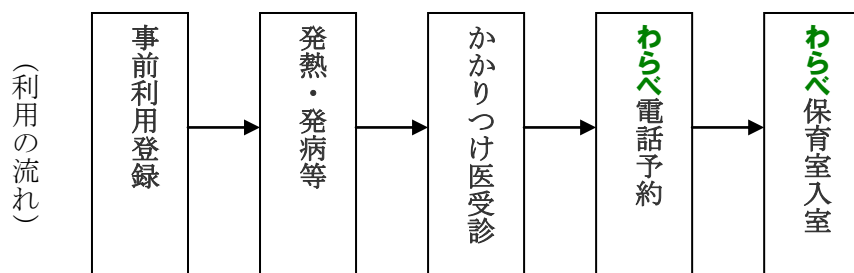 (利用の流れ)
事前利用登録
発熱・発病等
かかりつけ医受診
わらべ電話予約
わらべ保育室入室